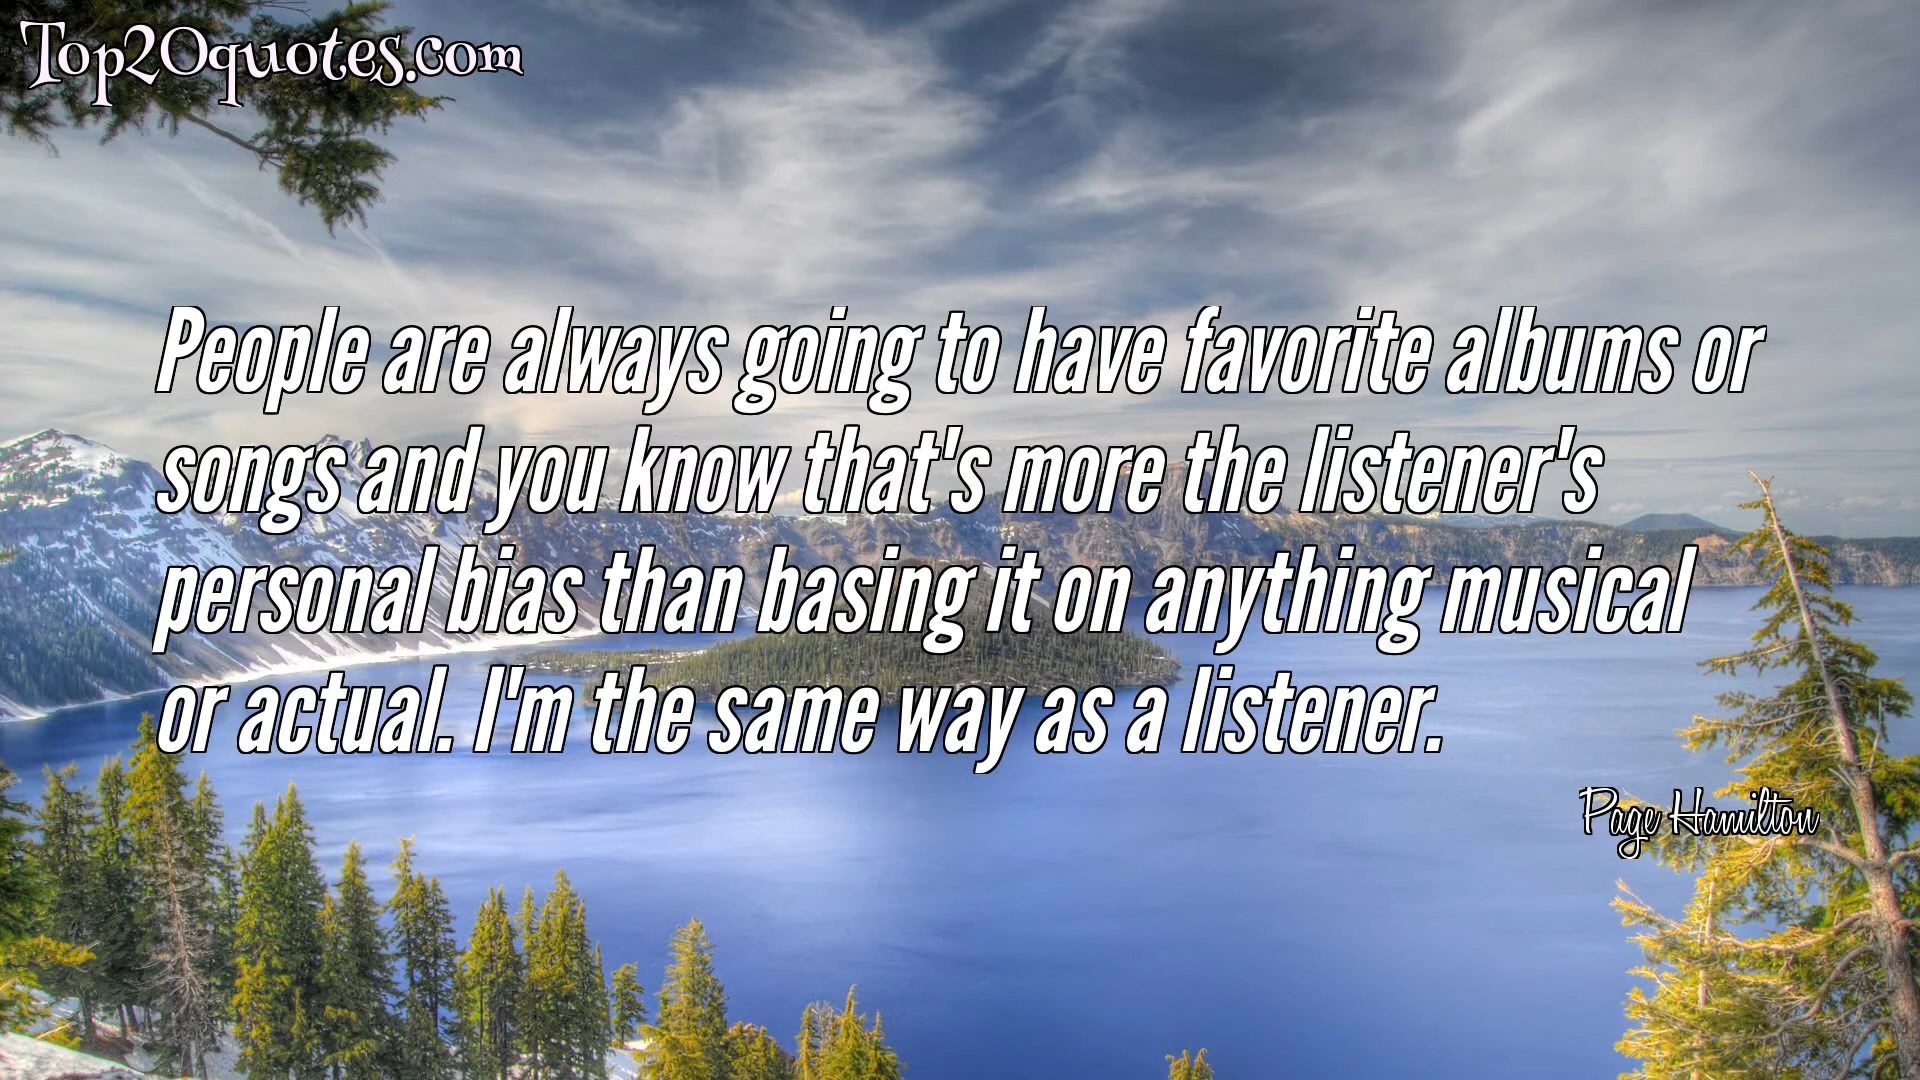 Top20quotes.com
People are always going to have favorite albums or
songs and you know that's more the listener's
personal bias than basing it on anything musical
or actual. I'm the same way as a listener.
Page Hamilton